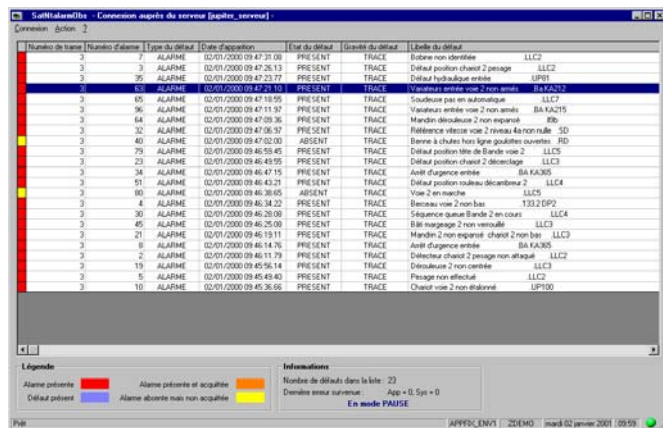 SatNtalarmObs - Connexion auprès du serveur [jupiter_serveur] -
Connexion Action ?
Numéro de trame Numéro d'alarme Type du défaut Date d'apparition Etat du défaut Gravité du défaut Libelle du défaut
3 7 ALARME 02/01/2000 09:47:31.08 PRESENT TRACE Bobine non identifiée .LLC2
3 3 ALARME 02/01/2000 09:47:26.13 PRESENT TRACE Défaut position chariot 2 pesage .LLC2
3 35 ALARME 02/01/2000 09:47:23.77 PRESENT TRACE Défaut hydraulique entrée .UP81
3 63 ALARME 02/01/2000 09:47:21.10 PRESENT TRACE Variateurs entrée voie 2 non armés .Ba KA212
3 65 ALARME 02/01/2000 09:47:18.55 PRESENT TRACE Soudeuse pas en automatique .LLC7
3 96 ALARME 02/01/2000 09:47:11.97 PRESENT TRACE Variateurs entrée voie 2 non armés .BA KA215
3 64 ALARME 02/01/2000 09:47:09.36 PRESENT TRACE Mandrin dérouleuse 2 non expansé
3 32 ALARME 02/01/2000 09:47:06.97 PRESENT TRACE Référence vitesse voie 2 niveau 4a non nulle .SD
3 40 ALARME 02/01/2000 09:47:02.00 ABSENT TRACE Benne à chutes hors ligne goulottes ouvertes .RD
3 79 ALARME 02/01/2000 09:46:59.45 PRESENT TRACE Défaut position tête de Bande voie 2 .LLC5
3 23 ALARME 02/01/2000 09:46:49.55 PRESENT TRACE Défaut position chariot 2 décerclage .LLC3
3 34 ALARME 02/01/2000 09:46:47.15 PRESENT TRACE Arrêt d'urgence entrée .BA KA365
3 51 ALARME 02/01/2000 09:46:43.21 PRESENT TRACE Défaut position rouleau décambreur 2 .LLC4
3 80 ALARME 02/01/2000 09:46:38.65 ABSENT TRACE Voie 2 en marche .LLC5
3 4 ALARME 02/01/2000 09:46:34.22 PRESENT TRACE Berceau voie 2 non bas .133.2 DP2
3 30 ALARME 02/01/2000 09:46:28.08 PRESENT TRACE Séquence queue Bande 2 en cours .LLC4
3 45 ALARME 02/01/2000 09:46:25.08 PRESENT TRACE Bâti margeage 2 non verrouillé .LLC3
3 21 ALARME 02/01/2000 09:46:19.11 PRESENT TRACE Mandrin 2 non expansé chariot 2 non bas .LLC3
3 8 ALARME 02/01/2000 09:46:14.76 PRESENT TRACE Arrêt d'urgence entrée .BA KA365
3 2 ALARME 02/01/2000 09:46:11.79 PRESENT TRACE Détecteur chariot 2 pesage non attaqué .LLC2
3 19 ALARME 02/01/2000 09:45:56.14 PRESENT TRACE Dérouleuse 2 non centrée .LLC3
3 5 ALARME 02/01/2000 09:45:49.40 PRESENT TRACE Pesage non effectué .LLC2
3 10 ALARME 02/01/2000 09:45:36.66 PRESENT TRACE Chariot voie 2 non étalonné .UP100
Légende
Alarme présente Alarme présente et acquitée
Défaut présent Alarme absente mais non acquitée
Informations
Nombre de défauts dans la liste : 23
Dernière erreur survenue : App = 0, Sys = 0
En mode PAUSE
Prêt APPFIX_ENV1 ZDEMO mardi 02 janvier 2001 09:59